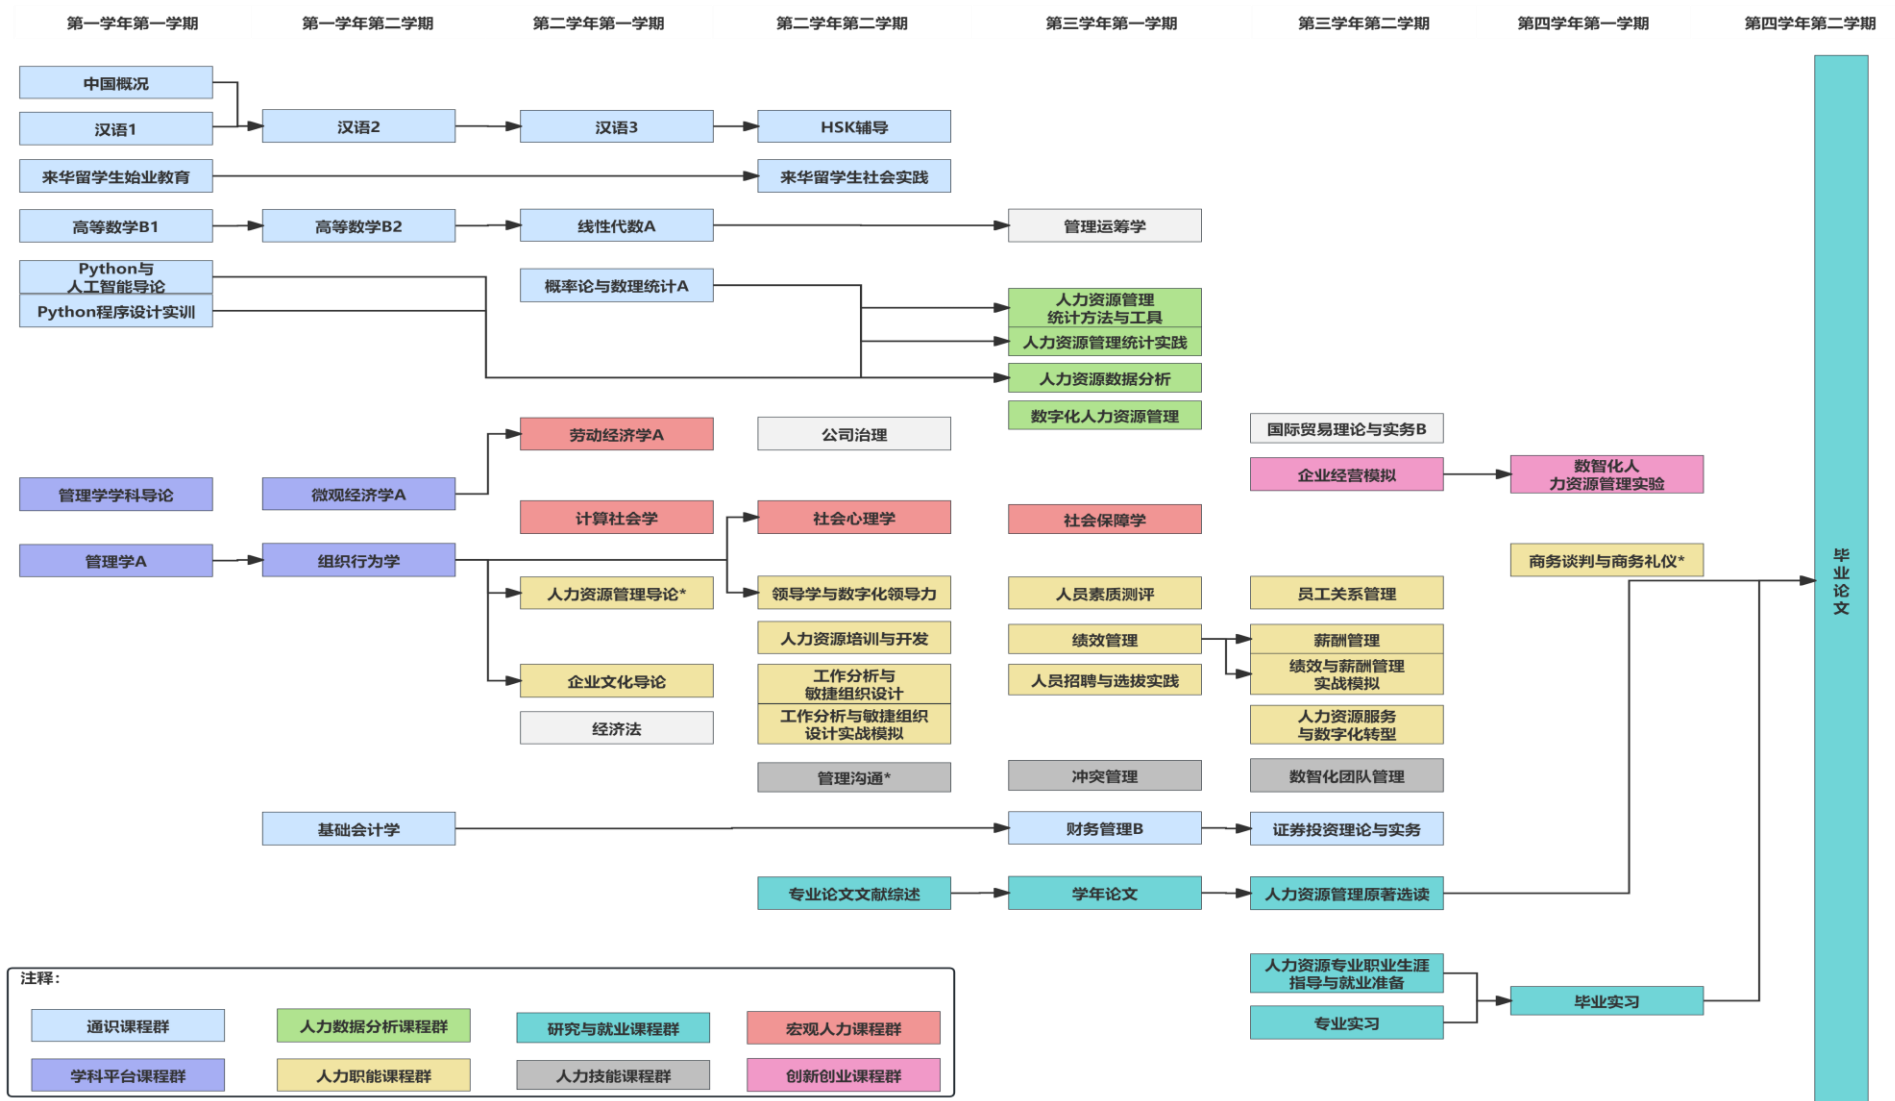 第一学年第一学期
第一学年第二学期
第二学年第一学期
第二学年第二学期
第三学年第一学期
第三学年第二学期
第四学年第一学期
第四学年第二学期
中国概况
汉语1
汉语2
汉语3
HSK辅导
来华留学生始业教育
来华留学生社会实践
高等数学B1
高等数学B2
线性代数A
管理运筹学
Python与
人工智能导论
Python程序设计实训
概率论与数理统计A
人力资源管理
统计方法与工具
人力资源管理统计实践
人力资源数据分析
数字化人力资源管理
劳动经济学A
公司治理
国际贸易理论与实务B
管理学学科导论
微观经济学A
企业经营模拟
数智化人
力资源管理实验
计算社会学
社会心理学
社会保障学
管理学A
组织行为学
商务谈判与商务礼仪*
人力资源管理导论*
领导学与数字化领导力
人员素质测评
员工关系管理
人力资源培训与开发
绩效管理
薪酬管理
企业文化导论
工作分析与
敏捷组织设计
人员招聘与选拔实践
绩效与薪酬管理
实战模拟
经济法
工作分析与敏捷组织
设计实战模拟
人力资源服务
与数字化转型
管理沟通*
冲突管理
数智化团队管理
基础会计学
财务管理B
证券投资理论与实务
专业论文文献综述
学年论文
人力资源管理原著选读
人力资源专业职业生涯
指导与就业准备
专业实习
毕业实习
毕
业
论
文
注释：
通识课程群
人力数据分析课程群
研究与就业课程群
宏观人力课程群
学科平台课程群
人力职能课程群
人力技能课程群
创新创业课程群